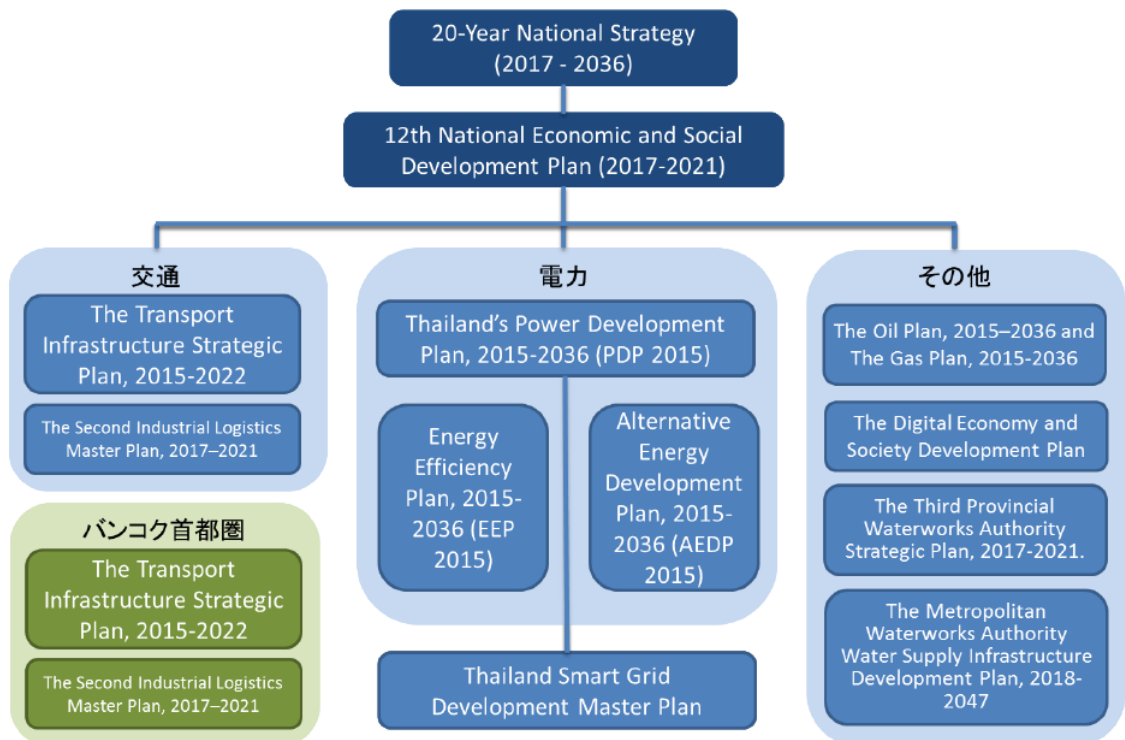 20-Year National Strategy
(2017 - 2036)
12th National Economic and Social
Development Plan (2017-2021)
交通
The Transport
Infrastructure Strategic
Plan, 2015-2022
The Second Industrial Logistics
Master Plan, 2017–2021
バンコク首都圏
The Transport
Infrastructure Strategic
Plan, 2015-2022
The Second Industrial Logistics
Master Plan, 2017–2021
電力
Thailand's Power Development
Plan, 2015-2036 (PDP 2015)
Energy
Efficiency
Plan, 2015-
2036 (EEP
2015)
Alternative
Energy
Development
Plan, 2015-
2036 (AEDP
2015)
Thailand Smart Grid
Development Master Plan
その他
The Oil Plan, 2015–2036 and
The Gas Plan, 2015-2036
The Digital Economy and
Society Development Plan
The Third Provincial
Waterworks Authority
Strategic Plan, 2017-2021.
The Metropolitan
Waterworks Authority
Water Supply Infrastructure
Development Plan, 2018-
2047